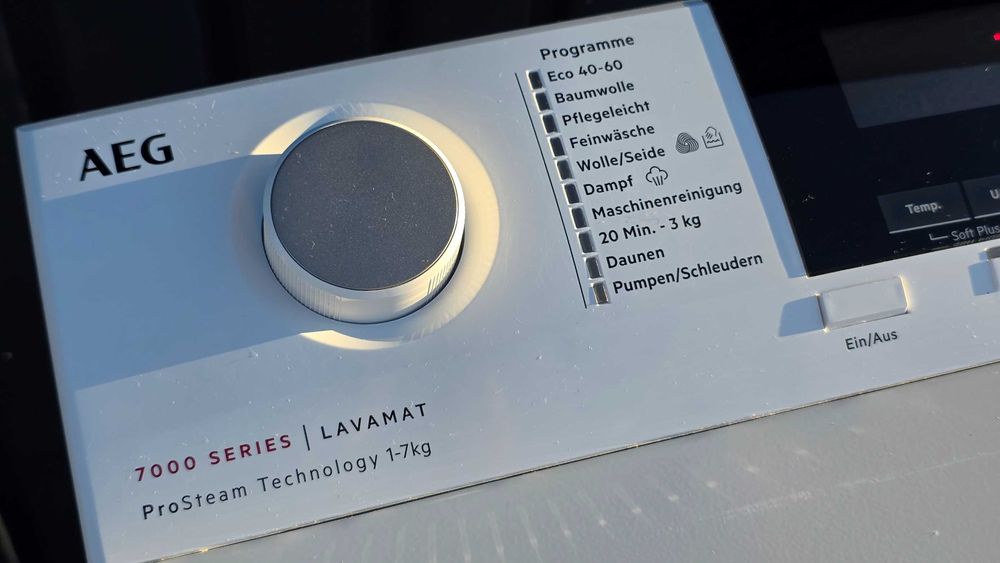 AEG
Programme
Eco 40-60
Baumwolle
Pflegeleicht
Feinwäsche
Wolle/Seide
Dampf
Maschinenreinigung
20 Min. - 3 kg
Daunen
Pumpen/Schleudern
Temp.
Soft Plus
Ein/Aus
7000 SERIES | LAVAMAT
ProSteam Technology 1-7kg